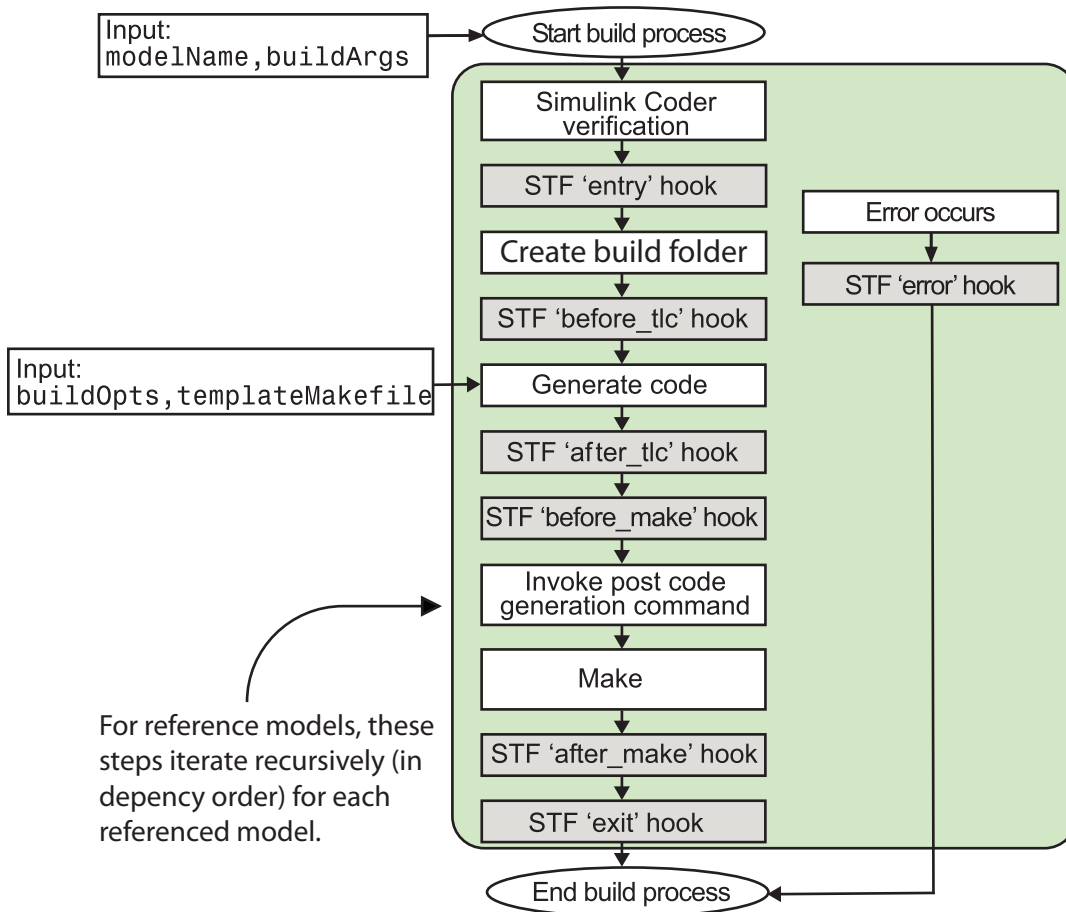 Input:
modelName,buildArgs
Start build process
Simulink Coder
verification
STF ‘entry’ hook
Error occurs
Create build folder
STF ‘error’ hook
STF ‘before_tlc’ hook
Input:
buildOpts,templateMakefile
Generate code
STF ‘after_tlc’ hook
STF ‘before_make’ hook
Invoke post code
generation command
Make
For reference models, these
steps iterate recursively (in
depency order) for each
referenced model.
STF ‘after_make’ hook
STF ‘exit’ hook
End build process